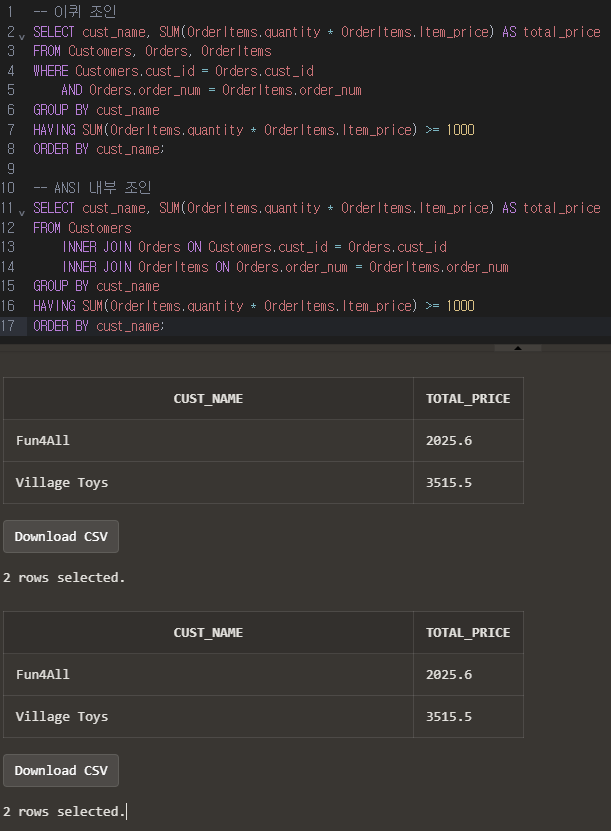 1 -- 이퀴 조인
2 SELECT cust_name, SUM(OrderItems.quantity * OrderItems.Item_price) AS total_price
3 FROM Customers, Orders, OrderItems
4 WHERE Customers.cust_id = Orders.cust_id
5 AND Orders.order_num = OrderItems.order_num
6 GROUP BY cust_name
7 HAVING SUM(OrderItems.quantity * OrderItems.Item_price) >= 1000
8 ORDER BY cust_name;
9
10 -- ANSI 내부 조인
11 SELECT cust_name, SUM(OrderItems.quantity * OrderItems.Item_price) AS total_price
12 FROM Customers
13 INNER JOIN Orders ON Customers.cust_id = Orders.cust_id
14 INNER JOIN OrderItems ON Orders.order_num = OrderItems.order_num
15 GROUP BY cust_name
16 HAVING SUM(OrderItems.quantity * OrderItems.Item_price) >= 1000
17 ORDER BY cust_name;
CUST_NAME TOTAL_PRICE
Fun4All 2025.6
Village Toys 3515.5
Download CSV
2 rows selected.
CUST_NAME TOTAL_PRICE
Fun4All 2025.6
Village Toys 3515.5
Download CSV
2 rows selected.